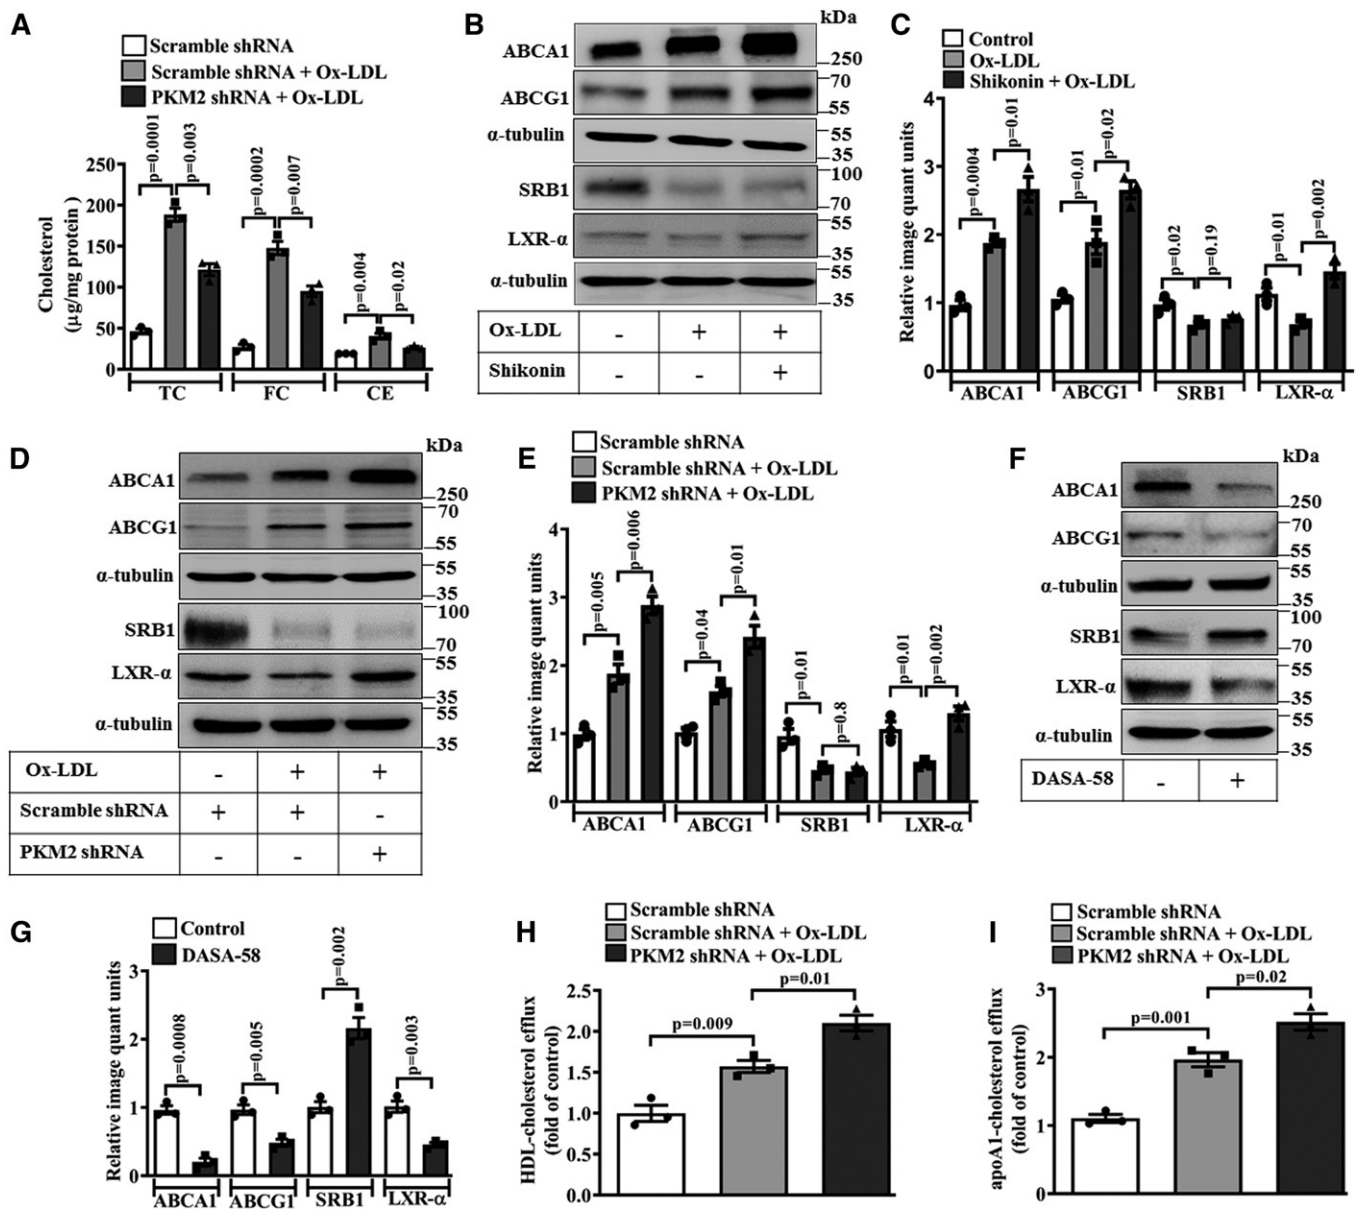 A
Scramble shRNA
Scramble shRNA + Ox-LDL
PKM2 shRNA + Ox-LDL
Cholesterol
(µg/mg protein )
250
200
150
100
50
0
p=0.0001
p=0.003
p=0.0002
p=0.007
p=0.004
p=0.02
TC FC CE
B
kDa
ABCA1
250
ABCG1
70
55
α-tubulin
55
35
SRB1
100
70
LXR-α
55
35
α-tubulin
55
35
Ox-LDL - + +
Shikonin - - +
C
Control
Ox-LDL
Shikonin + Ox-LDL
Relative image quant units
4
3
2
1
0
p=0.0004
p=0.01
p=0.01
p=0.02
p=0.02
p=0.19
p=0.01
p=0.002
ABCA1 ABCG1 SRB1 LXR-α
D
kDa
ABCA1
250
ABCG1
70
55
α-tubulin
55
35
SRB1
100
70
LXR-α
55
35
α-tubulin
55
35
Ox-LDL - + +
Scramble shRNA + + -
PKM2 shRNA - - +
E
Scramble shRNA
Scramble shRNA + Ox-LDL
PKM2 shRNA + Ox-LDL
Relative image quant units
4
3
2
1
0
p=0.005
p=0.006
p=0.04
p=0.01
p=0.01
p=0.8
p=0.01
p=0.002
ABCA1 ABCG1 SRB1 LXR-α
F
kDa
ABCA1
250
ABCG1
70
55
α-tubulin
55
35
SRB1
100
70
LXR-α
55
35
α-tubulin
55
35
DASA-58 - +
G
Control
DASA-58
Relative image quant units
3
2
1
0
p=0.0008
p=0.005
p=0.002
p=0.003
ABCA1 ABCG1 SRB1 LXR-α
H
Scramble shRNA
Scramble shRNA + Ox-LDL
PKM2 shRNA + Ox-LDL
HDL-cholesterol efflux
(fold of control)
2.5
2.0
1.5
1.0
0.5
0.0
p=0.009
p=0.01
I
Scramble shRNA
Scramble shRNA + Ox-LDL
PKM2 shRNA + Ox-LDL
apoA1-cholesterol efflux
(fold of control)
3
2
1
0
p=0.001
p=0.02